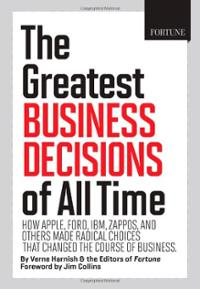 FORTUNE
The
Greatest
BUSINESS
DECISIONS
of All Time
HOW APPLE, FORD, IBM, ZAPPOS, AND
OTHERS MADE RADICAL CHOICES
THAT CHANGED THE COURSE OF BUSINESS.
By Verne Harnish & the Editors of Fortune
Foreword by Jim Collins